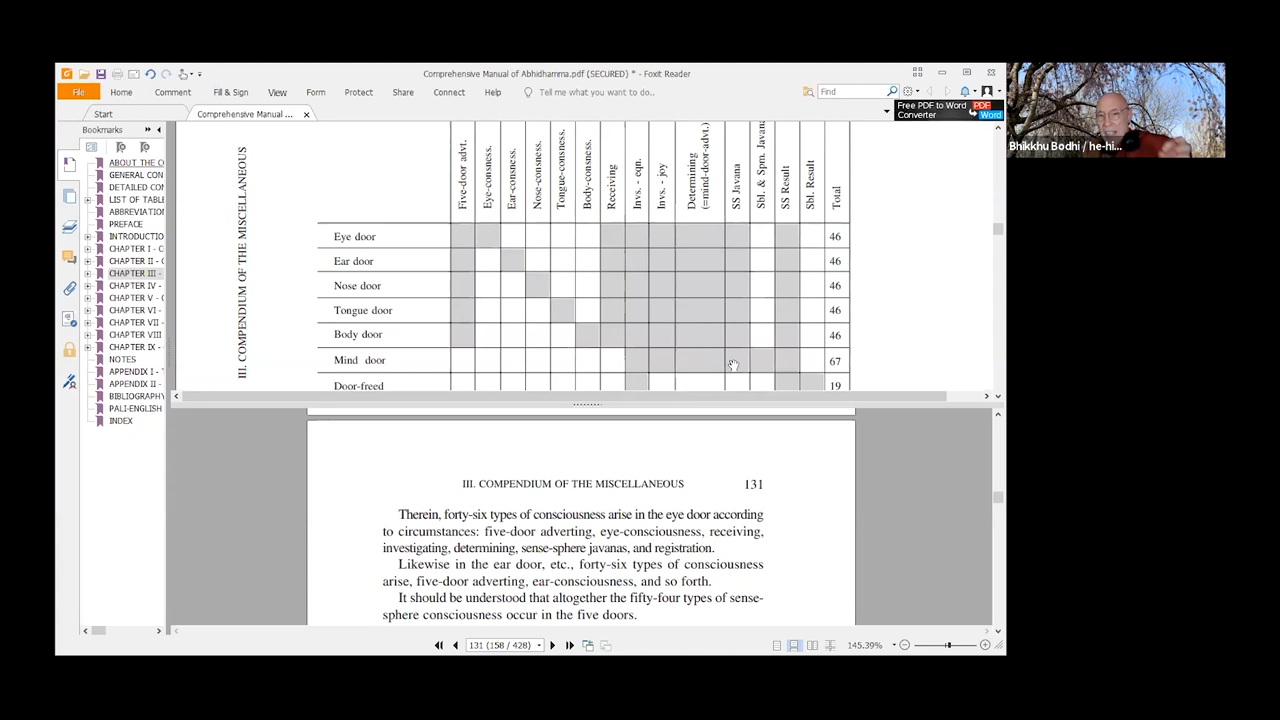 Comprehensive Manual of Abhidhamma.pdf (SECURED) * - Foxit Reader
File Home Comment Fill & Sign View Form Protect Share Connect Help Tell me what you want to do.. Find
Start Comprehensive Manual ... ×
Free PDF to Word Converter PDF Word
Bookmarks
ABOUT THE C
GENERAL CON
DETAILED CON
LIST OF TABLE
ABBREVIATION
PREFACE
INTRODUCTIO
CHAPTER I - C
CHAPTER II - C
CHAPTER III -
CHAPTER IV -
CHAPTER V - C
CHAPTER VI -
CHAPTER VII -
CHAPTER VIII
CHAPTER IX -
NOTES
APPENDIX I - T
APPENDIX II -
BIBLIOGRAPHY
PALI-ENGLISH
INDEX
III. COMPENDIUM OF THE MISCELLANEOUS
Five-door advt.
Eye-consness.
Ear-consness.
Nose-consness.
Tongue-consness.
Body-consness.
Receiving
Invs. - eqn.
Invs. - joy
Determining
(=mind-door-advt.)
SS Javana
Sbl. & Spm. Javana
SS Result
Sbl. Result
Total
Eye door 46
Ear door 46
Nose door 46
Tongue door 46
Body door 46
Mind door 67
Door-freed 19
III. COMPENDIUM OF THE MISCELLANEOUS 131
Therein, forty-six types of consciousness arise in the eye door according
to circumstances: five-door adverting, eye-consciousness, receiving,
investigating, determining, sense-sphere javanas, and registration.
Likewise in the ear door, etc., forty-six types of consciousness
arise, five-door adverting, ear-consciousness, and so forth.
It should be understood that altogether the fifty-four types of sense-
sphere consciousness occur in the five doors.
131 (158 / 428)
145.39%
Bhikkhu Bodhi / he-hi...